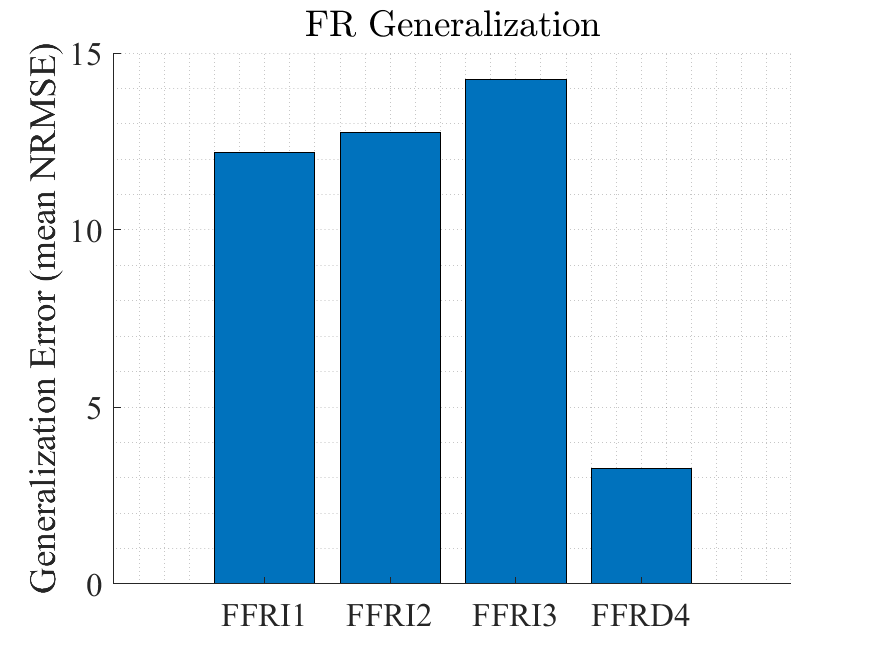 FR Generalization
Generalization Error (mean NRMSE)
15
10
5
0
FFRI1 FFRI2 FFRI3 FFRD4